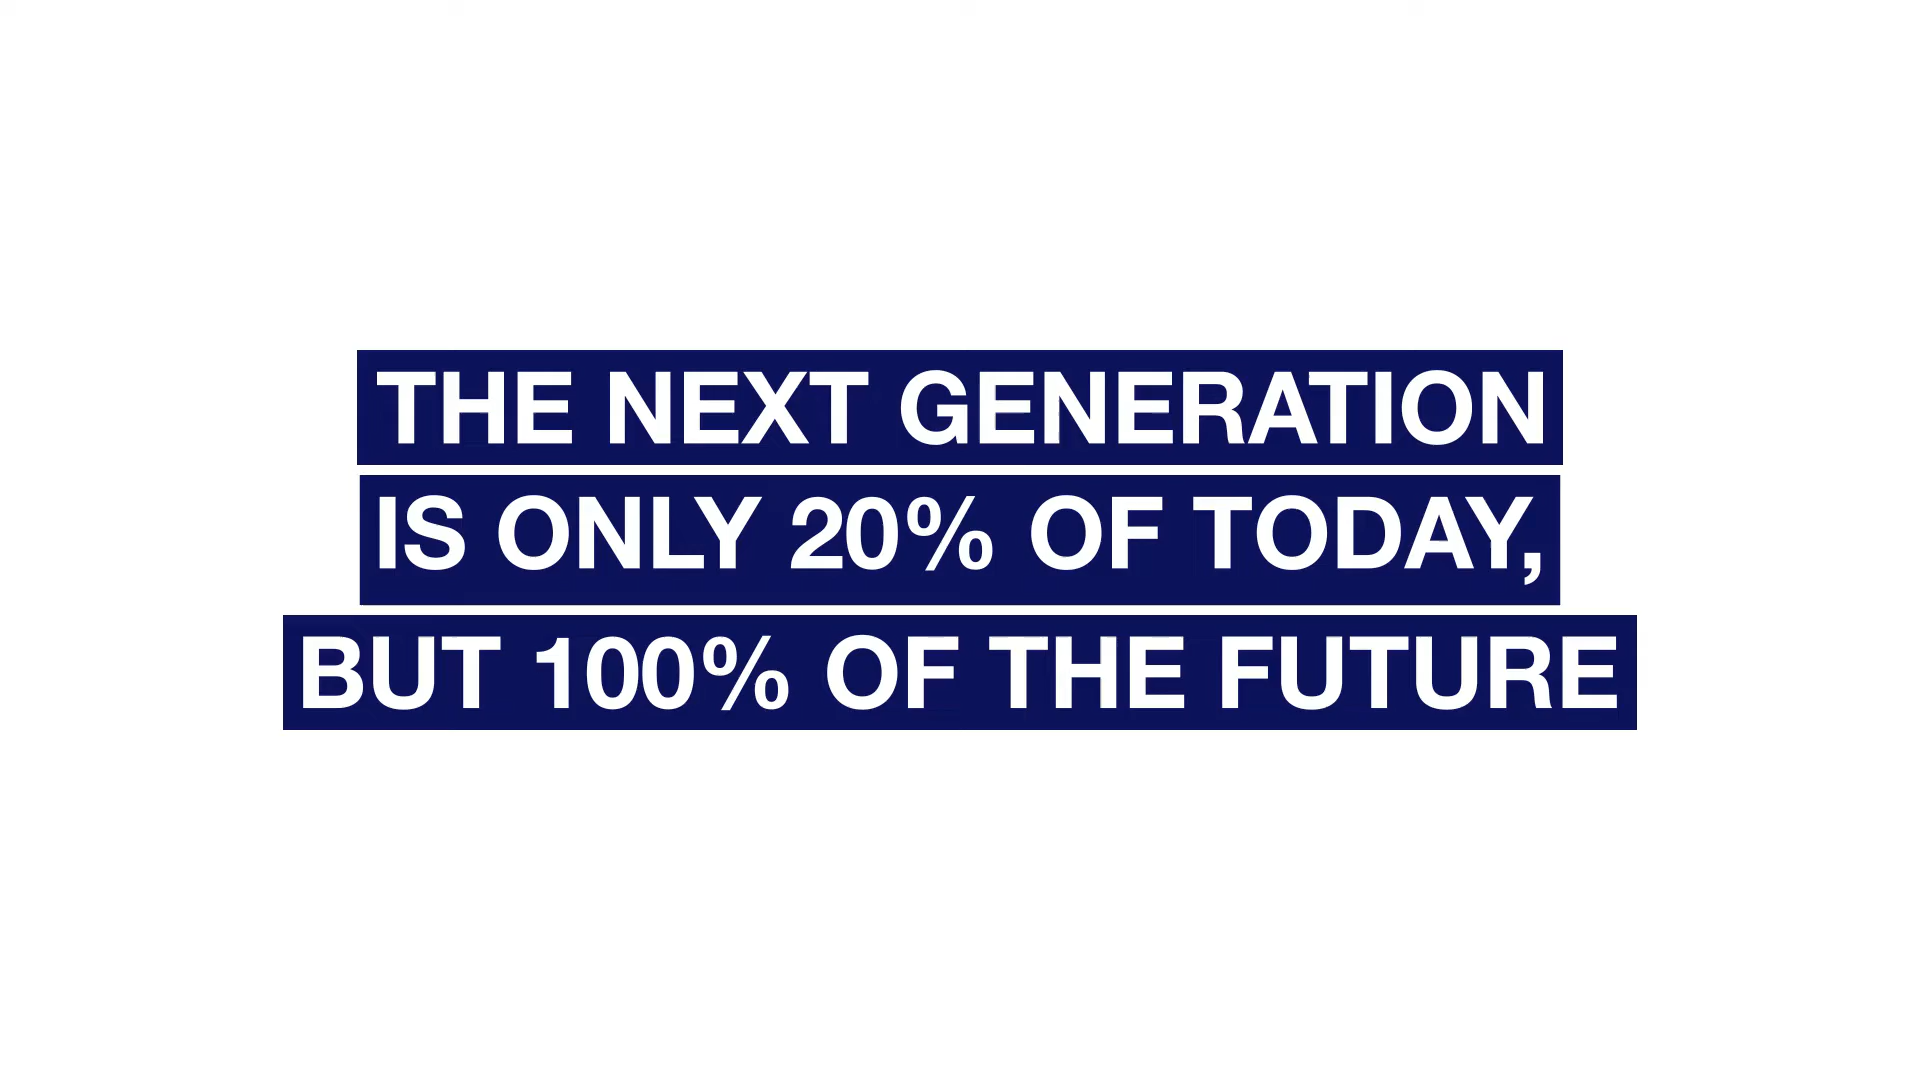 THE NEXT GENERATION
IS ONLY 20% OF TODAY,
BUT 100% OF THE FUTURE